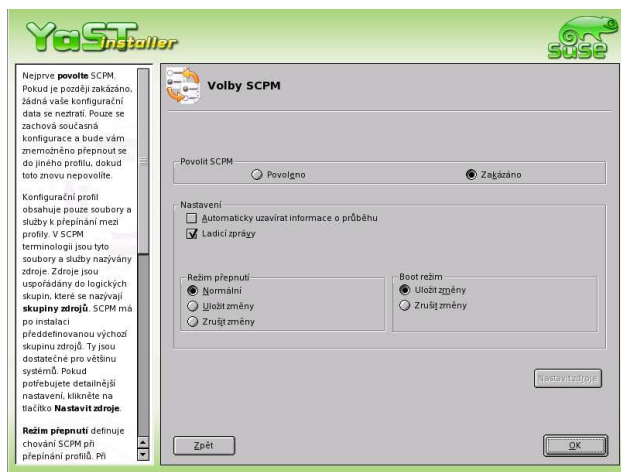 YaST
installer
SUSE
Nejprve povolte SCPM.
Pokud je později zakázáno,
žádná vaše konfigurační
data se neztratí. Pouze se
zachová současná
konfigurace a bude vám
znemožněno přepnout se
do jiného profilu, dokud
toto znovu nepovolíte.
Konfigurační profil
obsahuje pouze soubory a
služby k přepínání mezi
profily. V SCPM
terminologii jsou tyto
soubory a služby nazývány
zdroje. Zdroje jsou
uspořádány do logických
skupin, které se nazývají
skupiny zdrojů. SCPM má
po instalaci
předdefinovanou výchozí
skupinu zdrojů. Ty jsou
dostatečné pro většinu
systémů. Pokud
potřebujete detailnější
nastavení, klikněte na
tlačítko Nastavit zdroje.
Režim přepnutí definuje
chování SCPM při
přepínání profilů. Při
Volby SCPM
Povolit SCPM
Povoleno
Zakázáno
Nastavení
Automaticky uzavírat informace o průběhu
Ladicí zprávy
Režim přepnutí
Normální
Uložit změny
Zrušit změny
Boot režim
Uložit změny
Zrušit změny
Nastavit zdroje
Zpět
OK